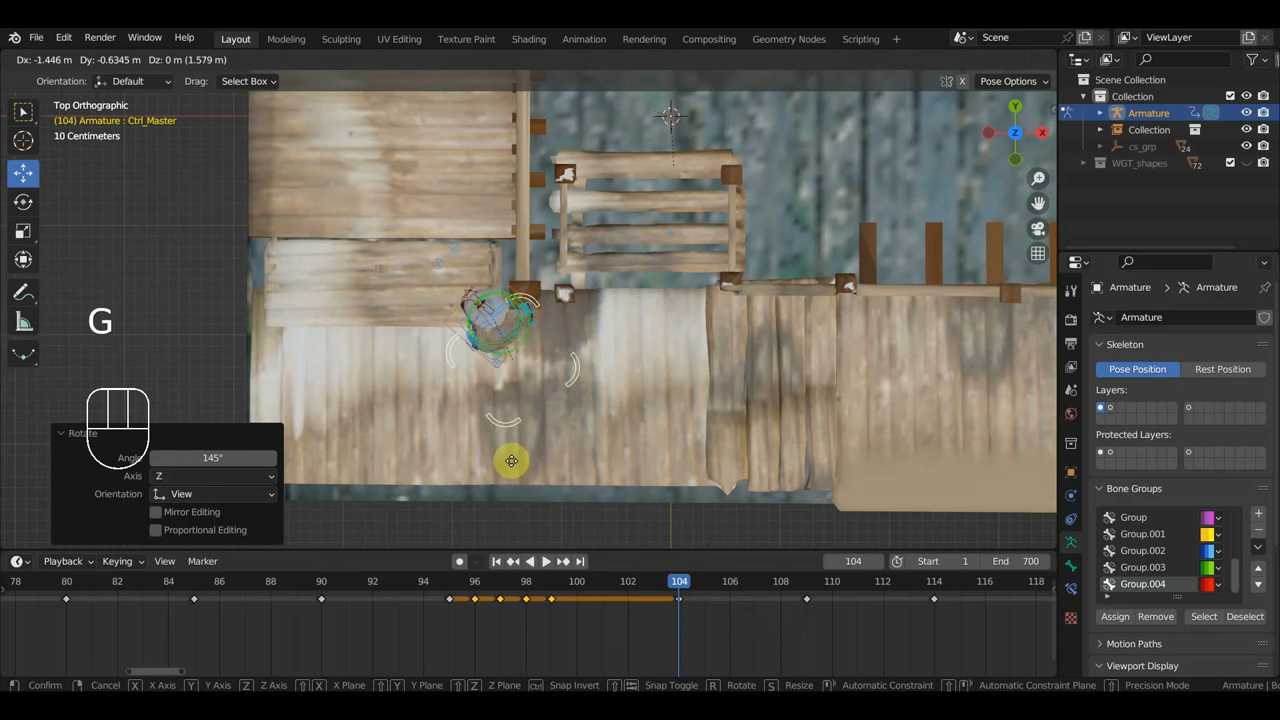 File Edit Render Window Help Layout Modeling Sculpting UV Editing Texture Paint Shading Animation Rendering Compositing Geometry Nodes Scripting + Scene ViewLayer
Dx: -1.446 m Dy: -0.6345 m Dz: 0 m (1.579 m)
Orientation: Default Drag: Select Box X Pose Options
Top Orthographic
(104) Armature : Ctrl_Master
10 Centimeters
Y
Z
X
G
Rotate
Angle 145°
Axis Z
Orientation View
Mirror Editing
Proportional Editing
Scene Collection
Collection
Armature
Collection
cs_grp 24
WGT_shapes 72
Armature Armature
Armature
Skeleton
Pose Position Rest Position
Layers:
Protected Layers:
Bone Groups
Group
Group.001
Group.002
Group.003
Group.004
Assign Remove Select Deselect
Motion Paths
Viewport Display
Playback Keying View Marker 104 Start 1 End 700
78 80 82 84 86 88 90 92 94 96 98 100 102 104 106 108 110 112 114 116 118
Confirm Cancel X X Axis Y Y Axis Z Z Axis X X Plane Y Y Plane Z Z Plane Ctrl Snap Invert Snap Toggle R Rotate S Resize Automatic Constraint Automatic Constraint Plane Precision Mode Armature | Bo